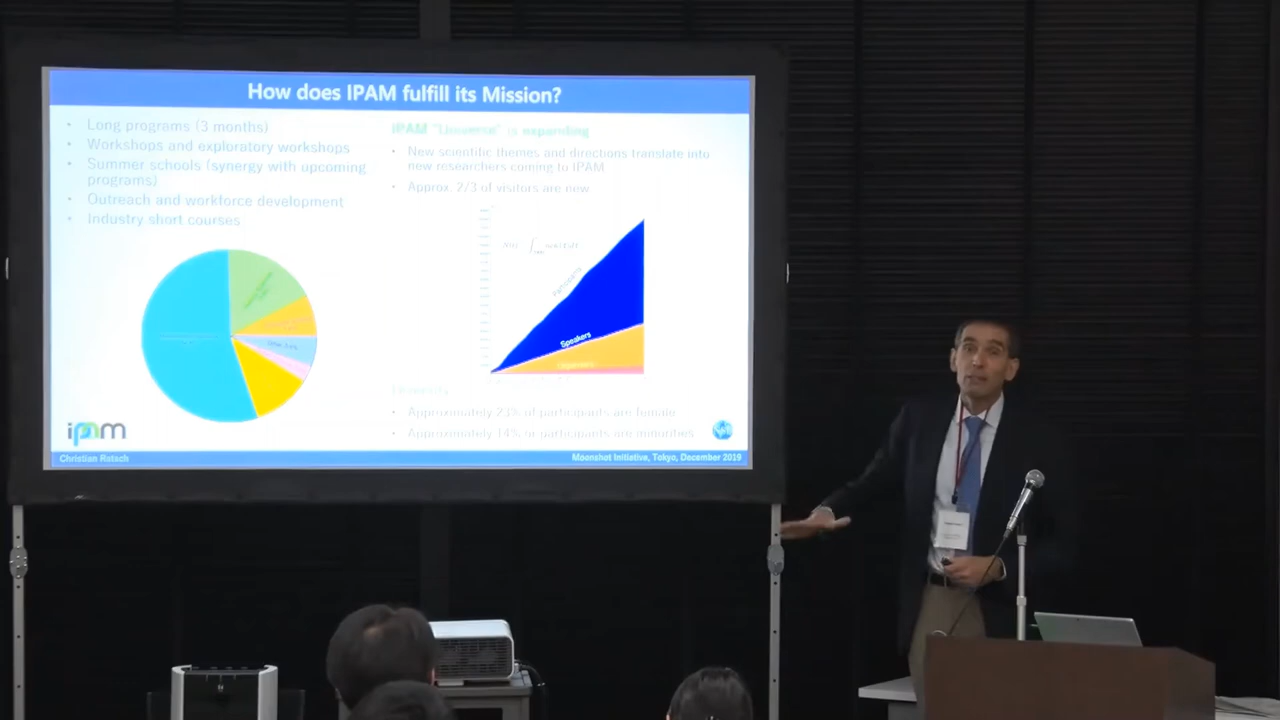 How does IPAM fulfill its Mission?
• Long programs (3 months)
• Workshops and exploratory workshops
• Summer schools (synergy with upcoming
programs)
• Outreach and workforce development
• Industry short courses
IPAM "Universe" is expanding
• New scientific themes and directions translate into
new researchers coming to IPAM
• Approx. 2/3 of visitors are new
Participants
Speakers
Organizers
• Approximately 23% of participants are female
• Approximately 14% of participants are minorities
ipam
Christian Ratsch
Moonshot Initiative, Tokyo, December 2019